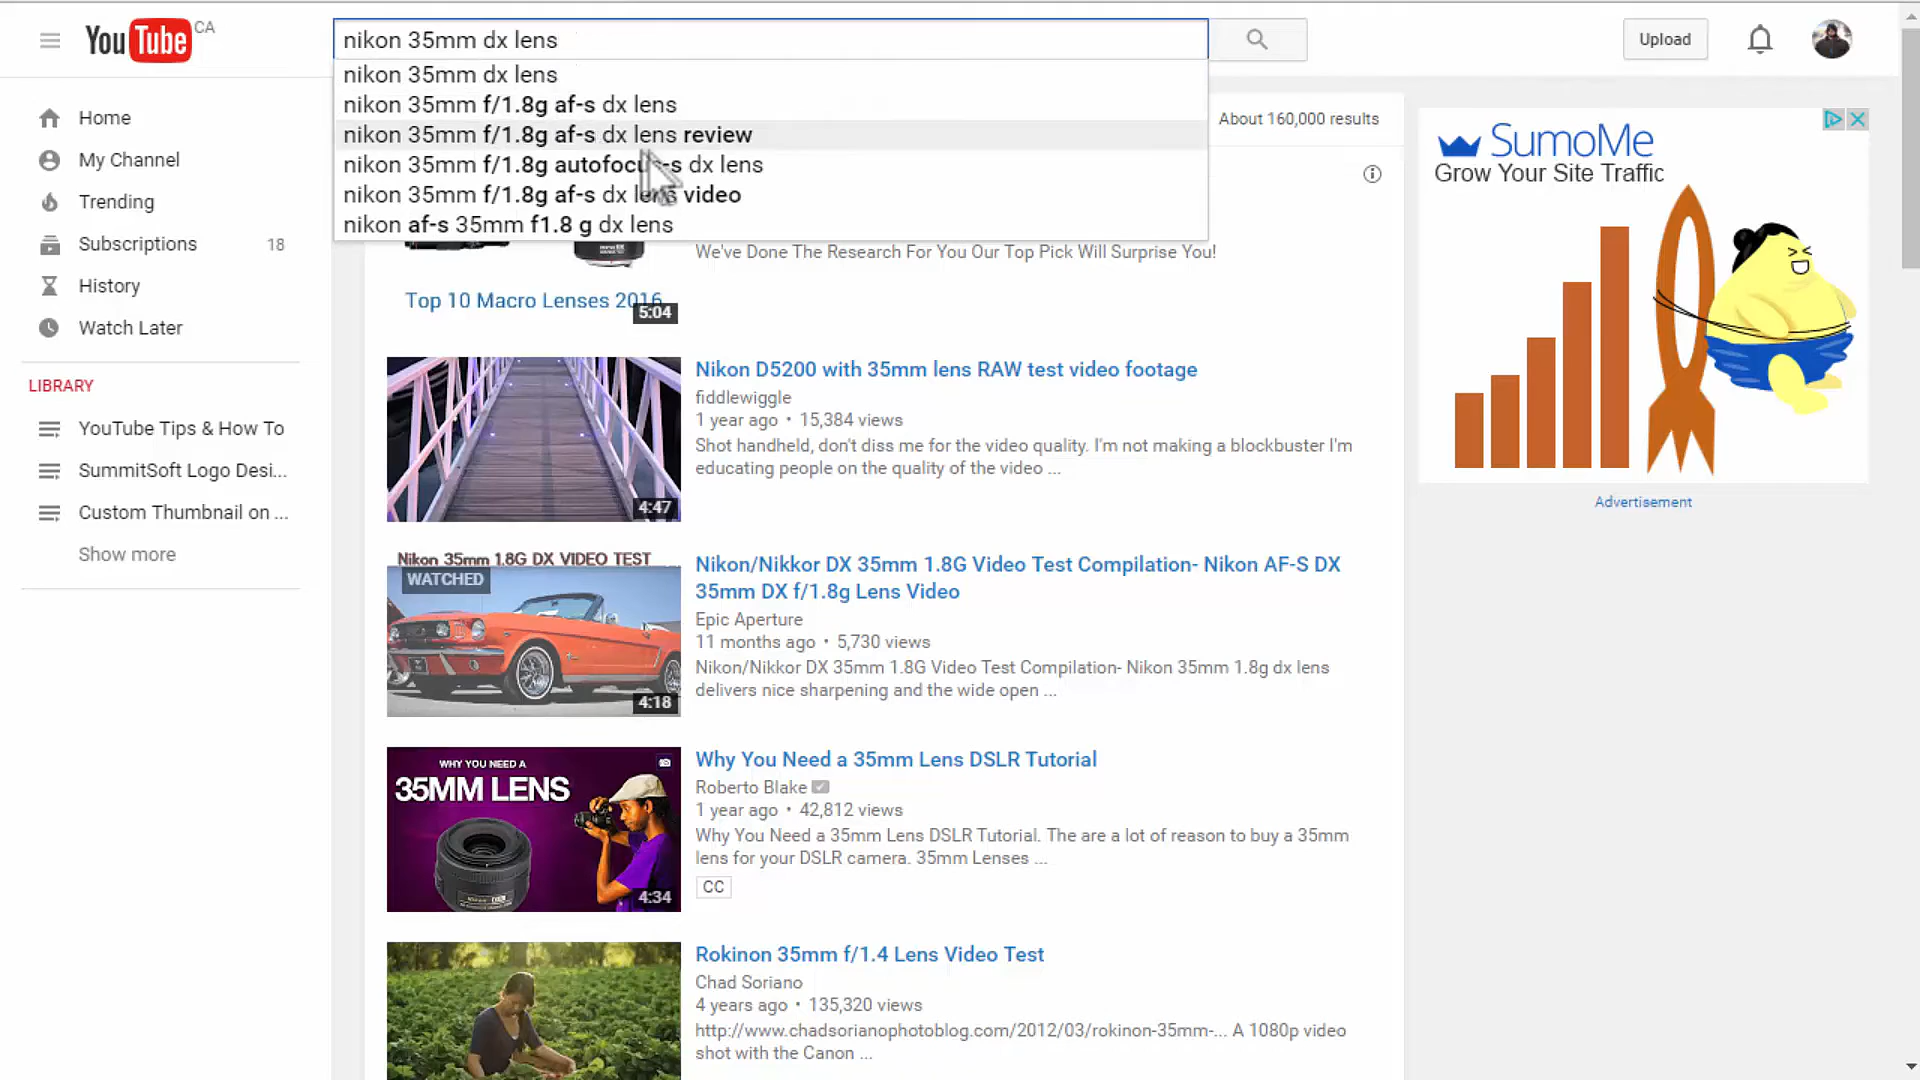 YouTube CA
nikon 35mm dx lens
Upload
nikon 35mm dx lens
nikon 35mm f/1.8g af-s dx lens
nikon 35mm f/1.8g af-s dx lens review
nikon 35mm f/1.8g autofocus-s dx lens
nikon 35mm f/1.8g af-s dx lens video
nikon af-s 35mm f1.8 g dx lens
About 160,000 results
Home
My Channel
Trending
Subscriptions 18
History
Watch Later
LIBRARY
YouTube Tips & How To
SummitSoft Logo Desi...
Custom Thumbnail on ...
Show more
We've Done The Research For You Our Top Pick Will Surprise You!
Top 10 Macro Lenses 2016
5:04
Nikon D5200 with 35mm lens RAW test video footage
fiddlewiggle
1 year ago • 15,384 views
Shot handheld, don't diss me for the video quality. I'm not making a blockbuster I'm
educating people on the quality of the video ...
4:47
Nikon 35mm 1.8G DX VIDEO TEST
WATCHED
4:18
Nikon/Nikkor DX 35mm 1.8G Video Test Compilation- Nikon AF-S DX
35mm DX f/1.8g Lens Video
Epic Aperture
11 months ago • 5,730 views
Nikon/Nikkor DX 35mm 1.8G Video Test Compilation- Nikon 35mm 1.8g dx lens
delivers nice sharpening and the wide open ...
WHY YOU NEED A
35MM LENS
4:34
Why You Need a 35mm Lens DSLR Tutorial
Roberto Blake
1 year ago • 42,812 views
Why You Need a 35mm Lens DSLR Tutorial. The are a lot of reason to buy a 35mm
lens for your DSLR camera. 35mm Lenses ...
CC
Rokinon 35mm f/1.4 Lens Video Test
Chad Soriano
4 years ago • 135,320 views
http://www.chadsorianophotoblog.com/2012/03/rokinon-35mm-... A 1080p video
shot with the Canon ...
SumoMe
Grow Your Site Traffic
Advertisement